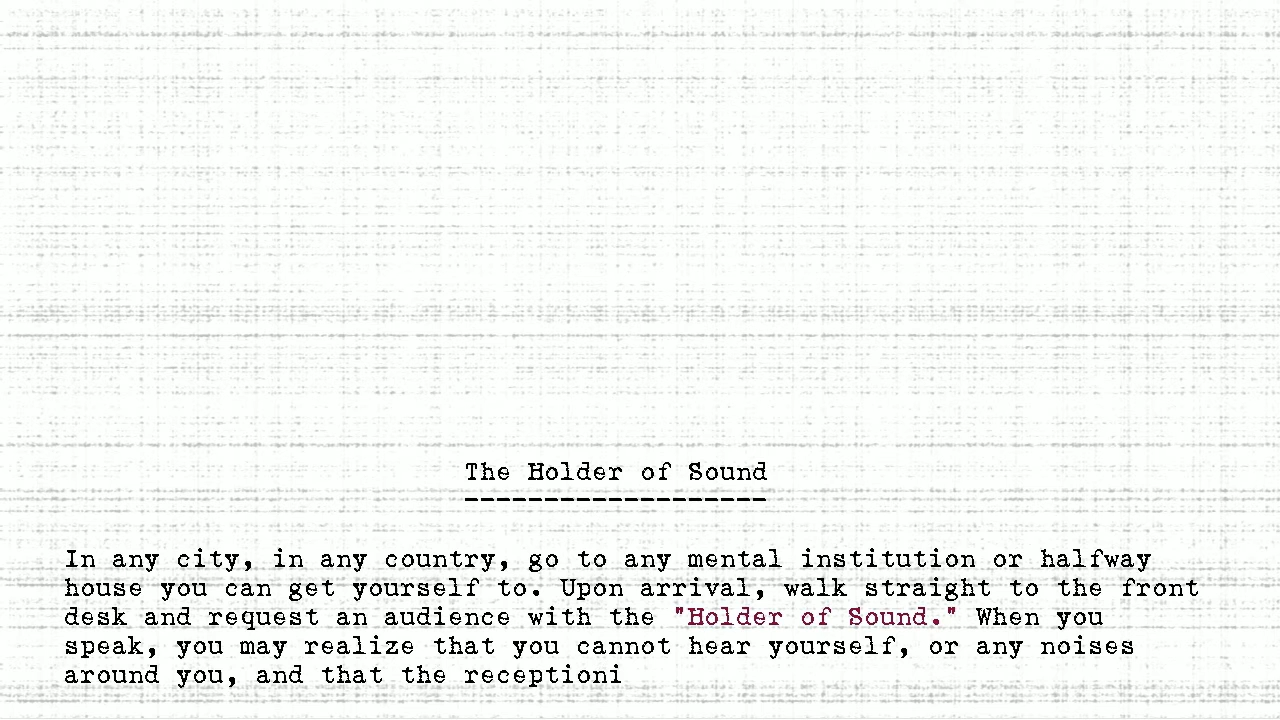 The Holder of Sound
-------------------
In any city, in any country, go to any mental institution or halfway
house you can get yourself to. Upon arrival, walk straight to the front
desk and request an audience with the "Holder of Sound." When you
speak, you may realize that you cannot hear yourself, or any noises
around you, and that the receptioni